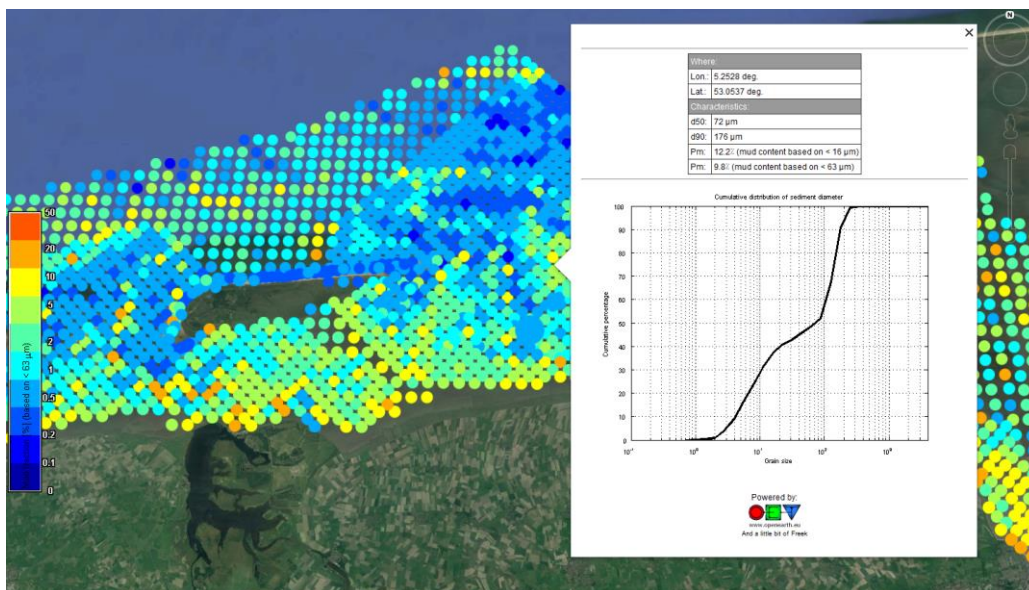 N
×
Where:
Lon.: 5.2528 deg.
Lat.: 53.0537 deg.
Characteristics:
d50: 72 μm
d90: 176 μm
Pm: 12.2% (mud content based on < 16 μm)
Pm: 9.8% (mud content based on < 63 μm)
Cumulative distribution of sediment diameter
Cumulative percentage
100
90
80
70
60
50
40
30
20
10
0
10⁻¹ 10⁰ 10¹ 10² 10³
Grain size
50
20
10
5
2
1
0.5
0.2
0.1
0
%] (based on < 63 μm)
Powered by:
www.openearth.eu
And a little bit of Freek